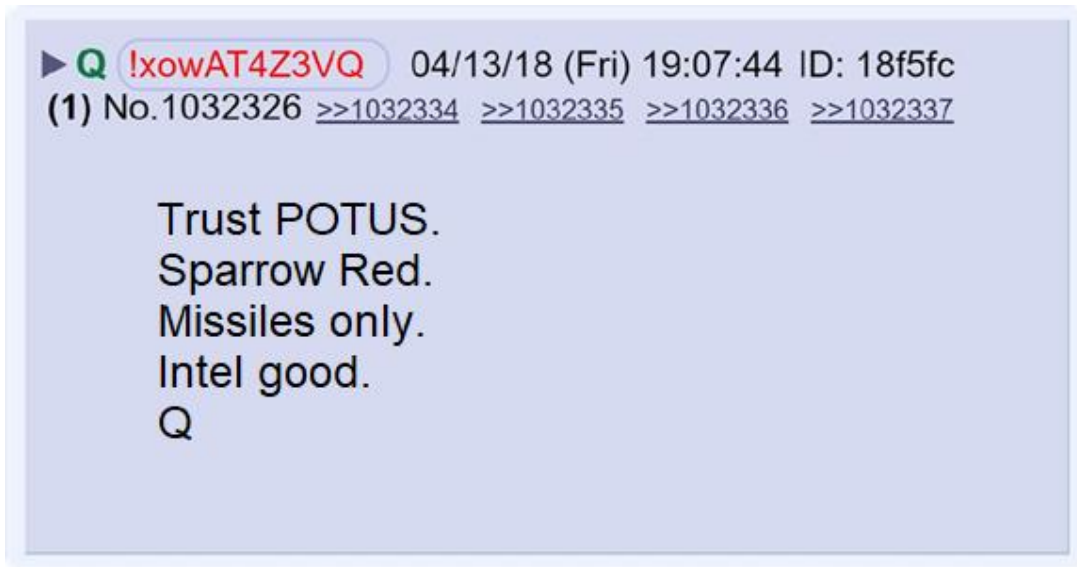 ▶ Q !xowAT4Z3VQ 04/13/18 (Fri) 19:07:44 ID: 18f5fc
(1) No.1032326 >>1032334 >>1032335 >>1032336 >>1032337
Trust POTUS.
Sparrow Red.
Missiles only.
Intel good.
Q